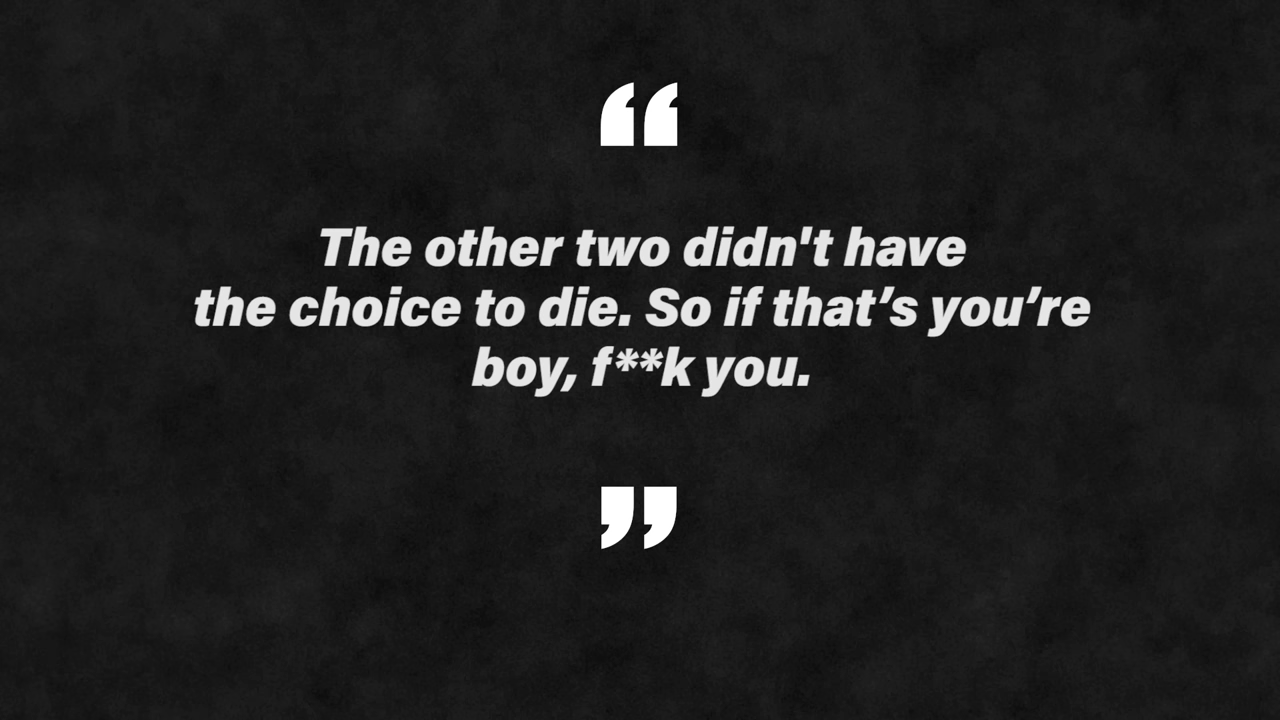 “
The other two didn't have
the choice to die. So if that’s you’re
boy, f**k you.
”